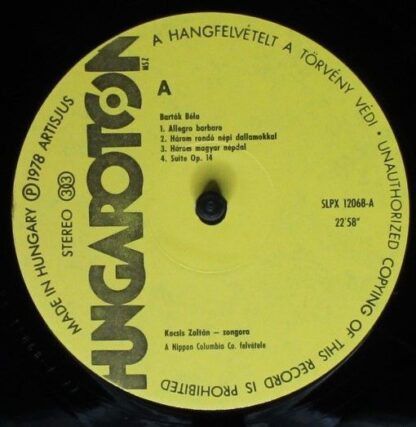 A HANGFELVÉTELT A TÖRVÉNY VÉDI • UNAUTHORIZED COPYING OF THIS RECORD IS PROHIBITED
MADE IN HUNGARY Ⓟ 1978 ARTISJUS
STEREO 33
HUNGAROTON
MSZ
A
Bartók Béla
1. Allegro barbaro
2. Három rondó népi dallamokkal
3. Három magyar népdal
4. Suite Op. 14
SLPX 12068-A
22'58"
Kocsis Zoltán – zongora
A Nippon Columbia Co. felvétele